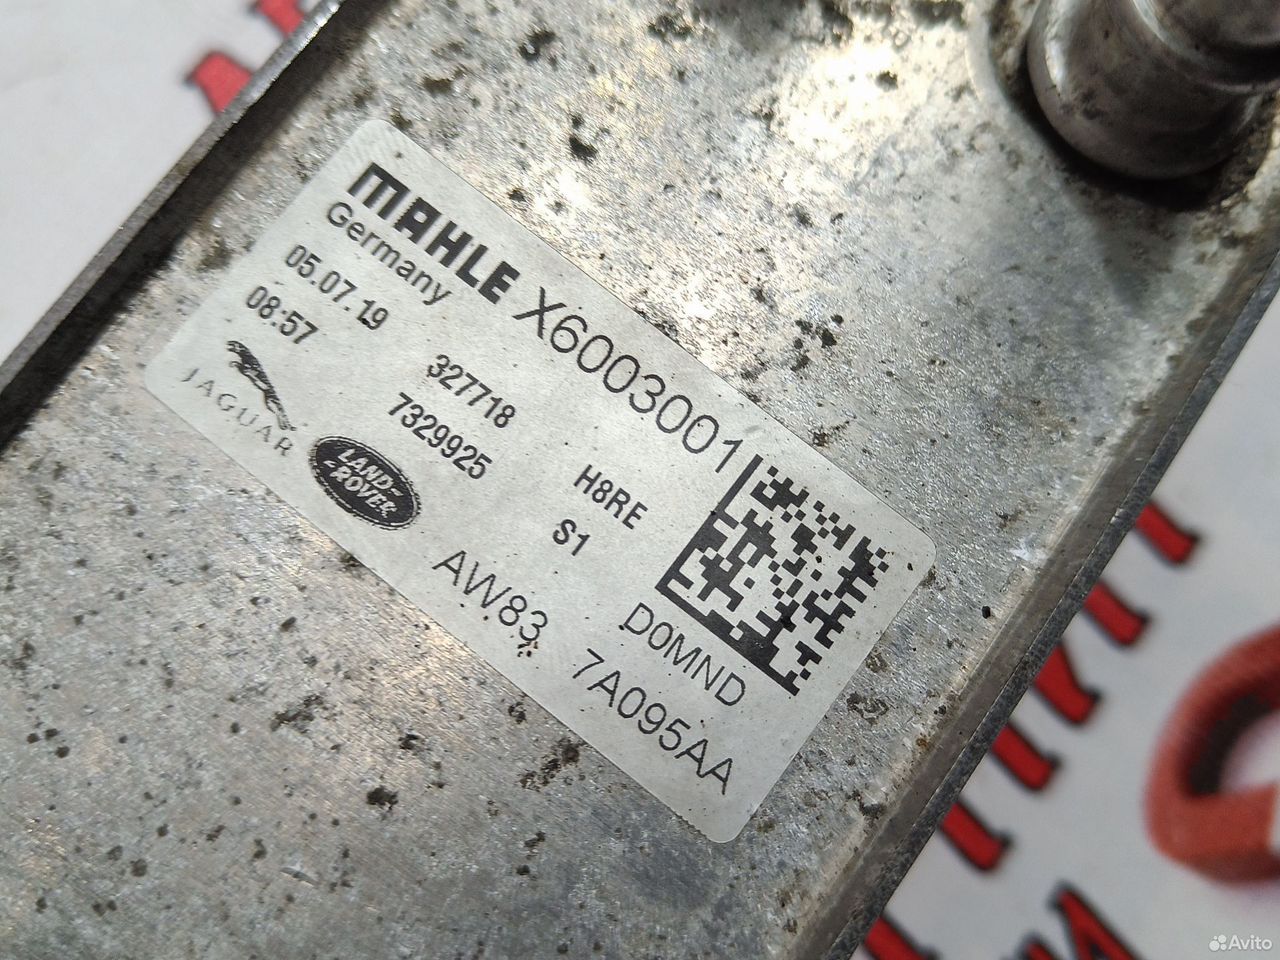 MAHLE
Germany
X6003001
05.07.19
08:57
327718
7329925
H8RE
S1
JAGUAR
LAND-
-ROVER
AW83 7A095AA
D0MND
Avito